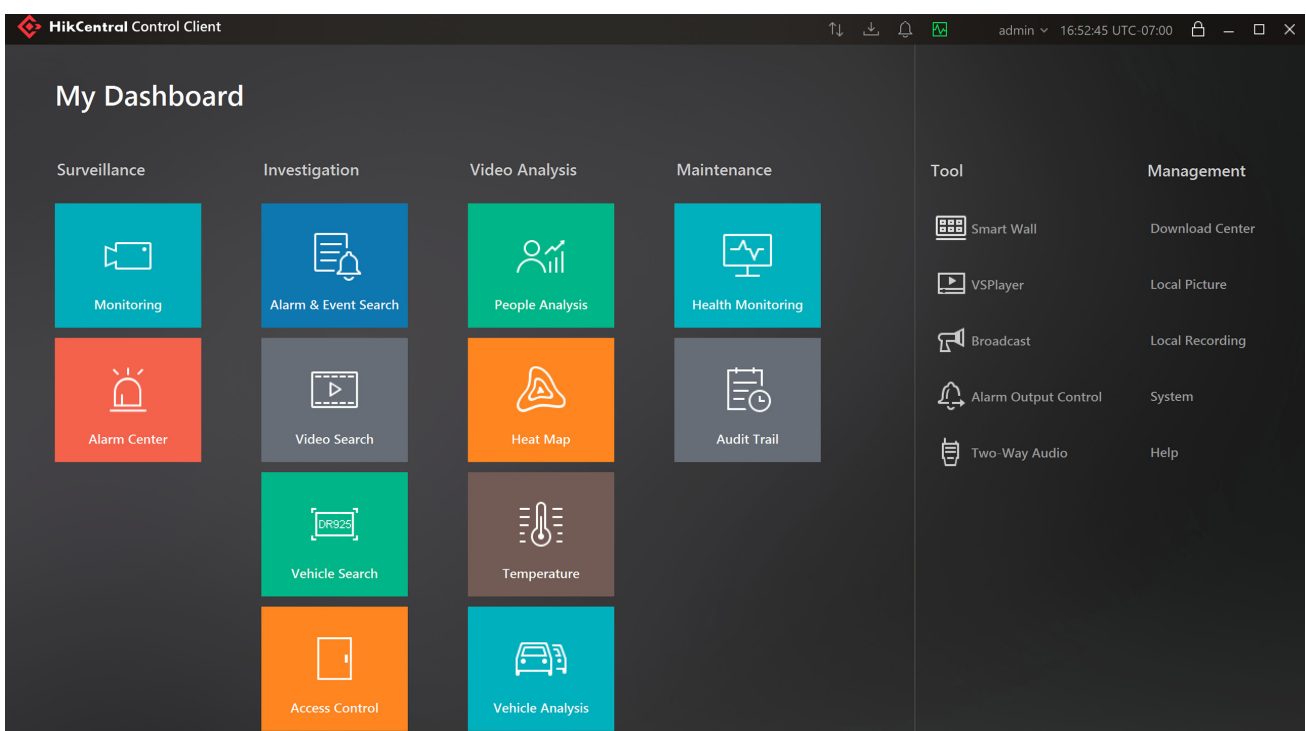 HikCentral Control Client
admin 16:52:45 UTC-07:00
My Dashboard
Surveillance
Monitoring
Alarm Center
Investigation
Alarm & Event Search
Video Search
DR925
Vehicle Search
Access Control
Video Analysis
People Analysis
Heat Map
Temperature
Vehicle Analysis
Maintenance
Health Monitoring
Audit Trail
Tool
Smart Wall
VSPlayer
Broadcast
Alarm Output Control
Two-Way Audio
Management
Download Center
Local Picture
Local Recording
System
Help